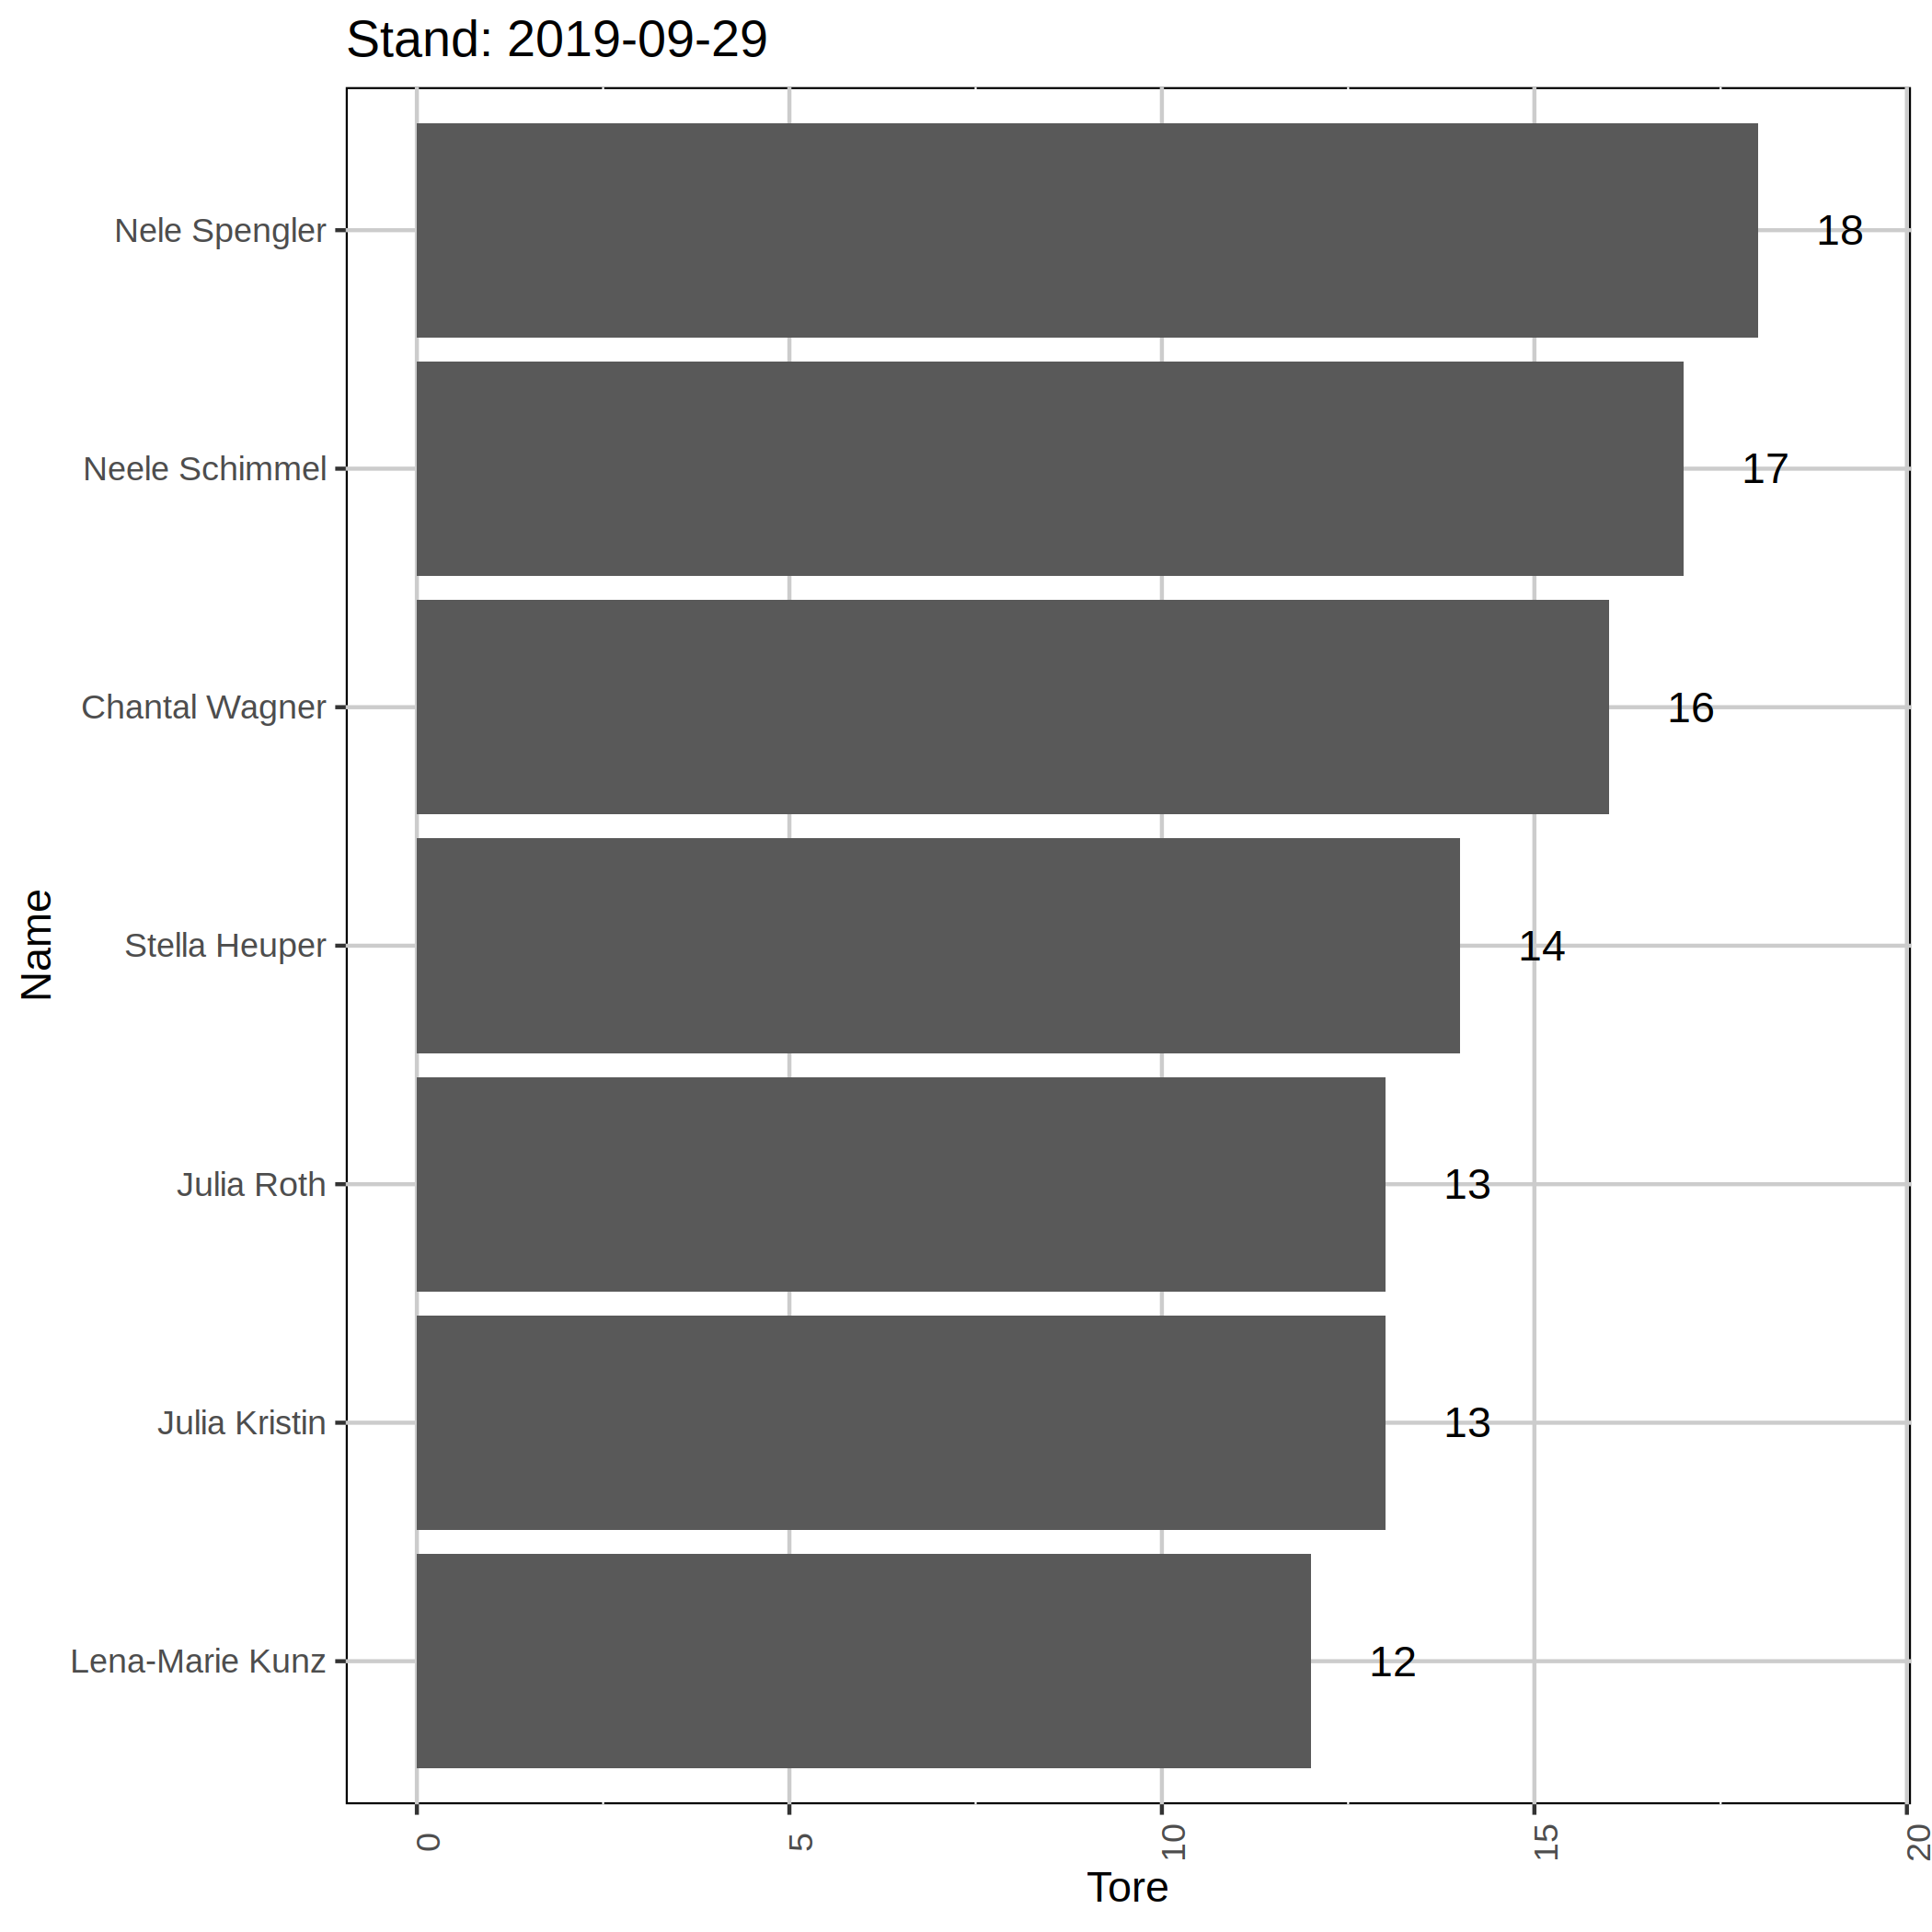 Stand: 2019-09-29
Nele Spengler 18
Neele Schimmel 17
Chantal Wagner 16
Stella Heuper 14
Julia Roth 13
Julia Kristin 13
Lena-Marie Kunz 12
Name
0 5 10 15 20
Tore